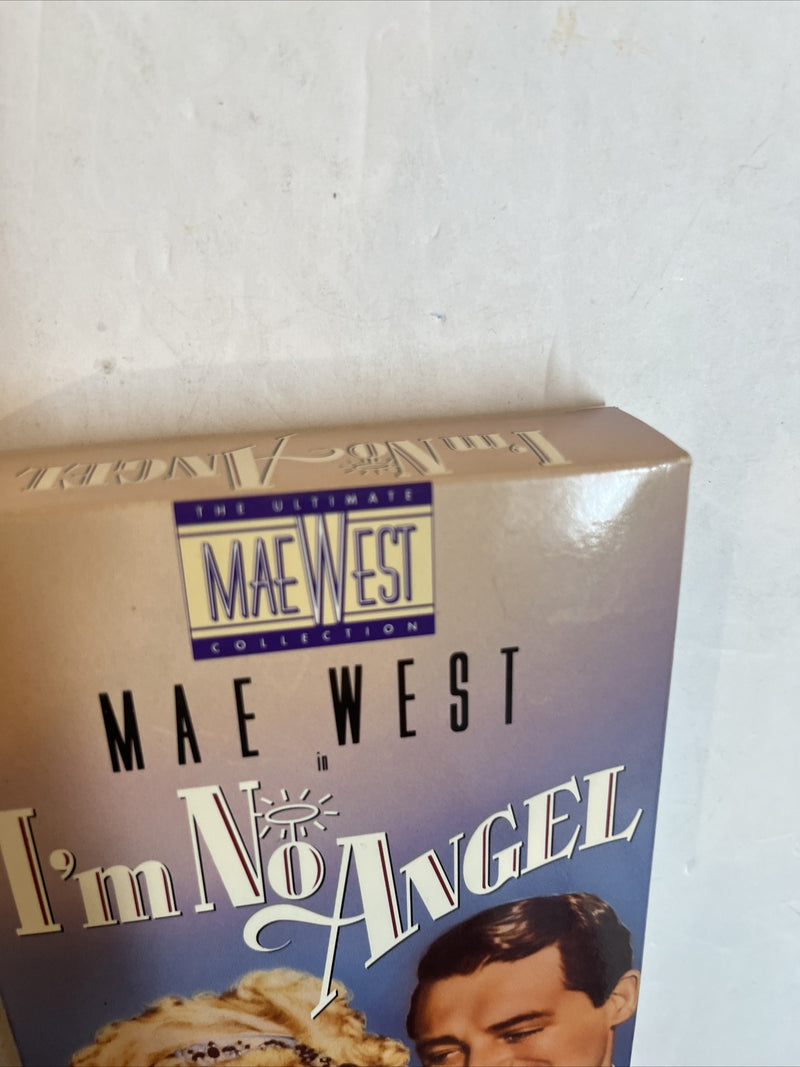 I'm No Angel
THE ULTIMATE
MAE WEST
COLLECTION
MAE WEST
in
I'm No ANGEL